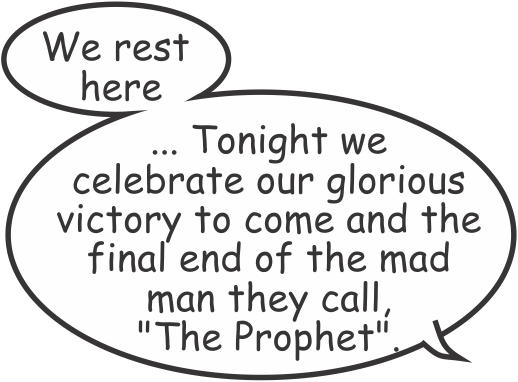 We rest
here
... Tonight we
celebrate our glorious
victory to come and the
final end of the mad
man they call,
"The Prophet".